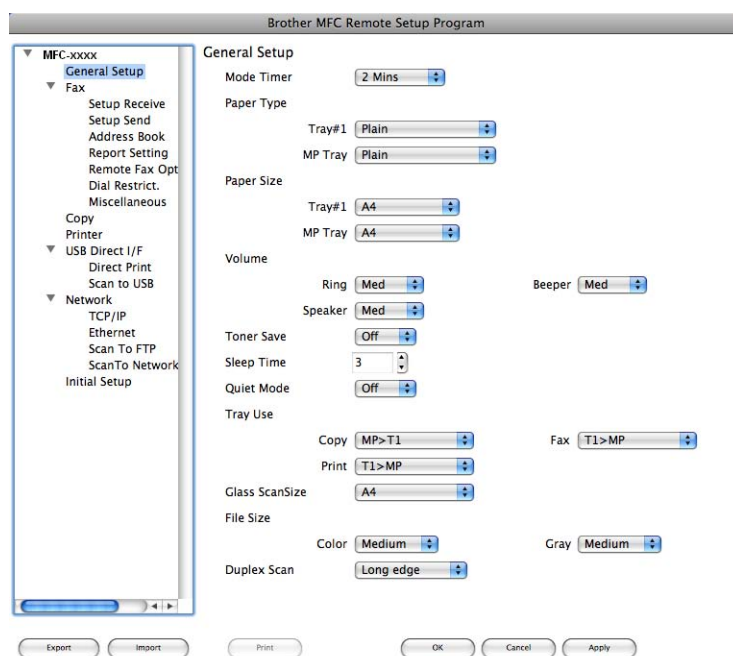 Brother MFC Remote Setup Program
MFC-xxxx
General Setup
Fax
Setup Receive
Setup Send
Address Book
Report Setting
Remote Fax Opt
Dial Restrict.
Miscellaneous
Copy
Printer
USB Direct I/F
Direct Print
Scan to USB
Network
TCP/IP
Ethernet
Scan To FTP
ScanTo Network
Initial Setup
General Setup
Mode Timer 2 Mins
Paper Type
Tray#1 Plain
MP Tray Plain
Paper Size
Tray#1 A4
MP Tray A4
Volume
Ring Med Beeper Med
Speaker Med
Toner Save Off
Sleep Time 3
Quiet Mode Off
Tray Use
Copy MP>T1 Fax T1>MP
Print T1>MP
Glass ScanSize A4
File Size
Color Medium Gray Medium
Duplex Scan Long edge
Export Import Print OK Cancel Apply